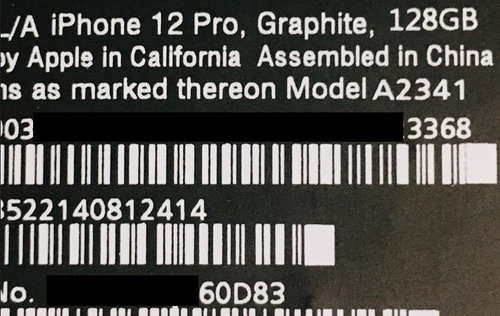 L/A iPhone 12 Pro, Graphite, 128GB
by Apple in California Assembled in China
ns as marked thereon Model A2341
003 3368
3522140812414
No. 60D83